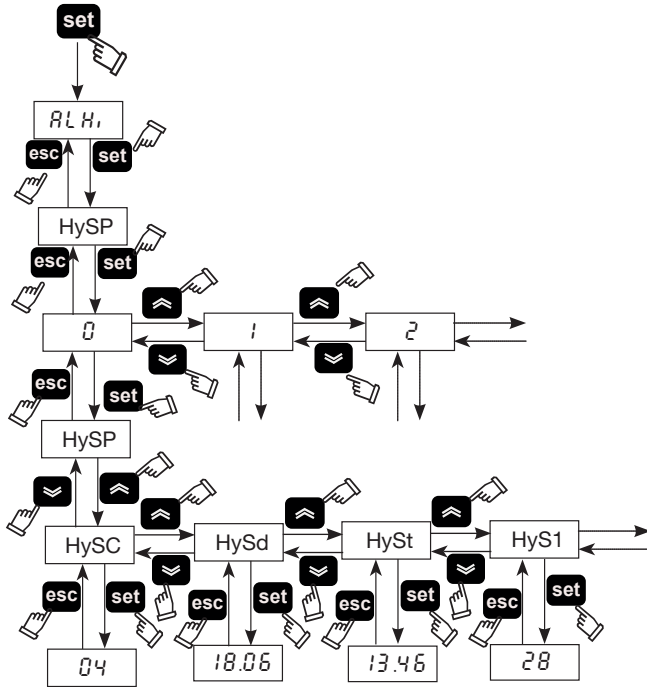 set
ALHi
esc set
HySP
esc set
0 1 2
esc set
HySP
HySC HySd HySt HyS1
esc set esc set esc set esc set
04 18.06 13.46 28